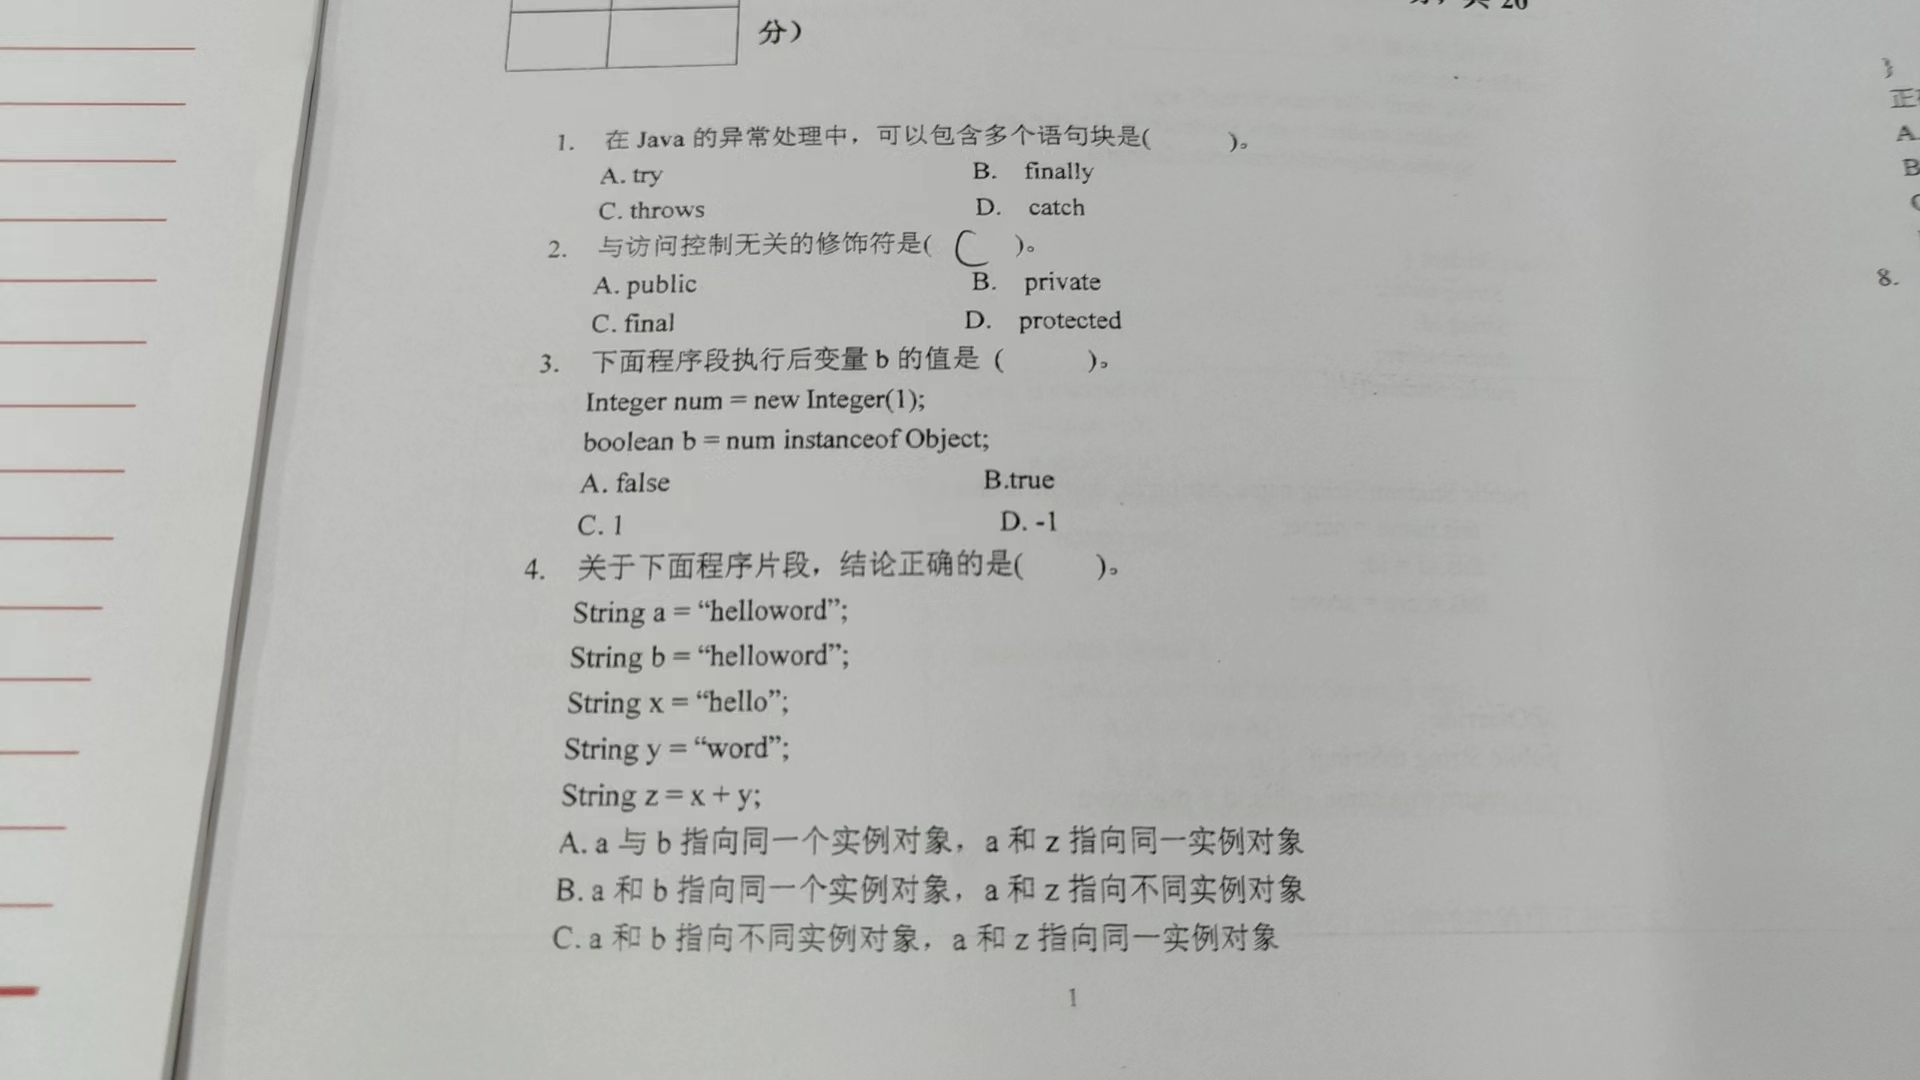 分，共 20
分）
1. 在 Java 的异常处理中，可以包含多个语句块是( )。
A. try B. finally
C. throws D. catch
2. 与访问控制无关的修饰符是( C )。
A. public B. private
C. final D. protected
3. 下面程序段执行后变量 b 的值是 ( )。
Integer num = new Integer(1);
boolean b = num instanceof Object;
A. false B.true
C. 1 D. -1
4. 关于下面程序片段，结论正确的是( )。
String a = “helloword”;
String b = “helloword”;
String x = “hello”;
String y = “word”;
String z = x + y;
A. a 与 b 指向同一个实例对象，a 和 z 指向同一实例对象
B. a 和 b 指向同一个实例对象，a 和 z 指向不同实例对象
C. a 和 b 指向不同实例对象，a 和 z 指向同一实例对象
1
}
正
A.
B
8.